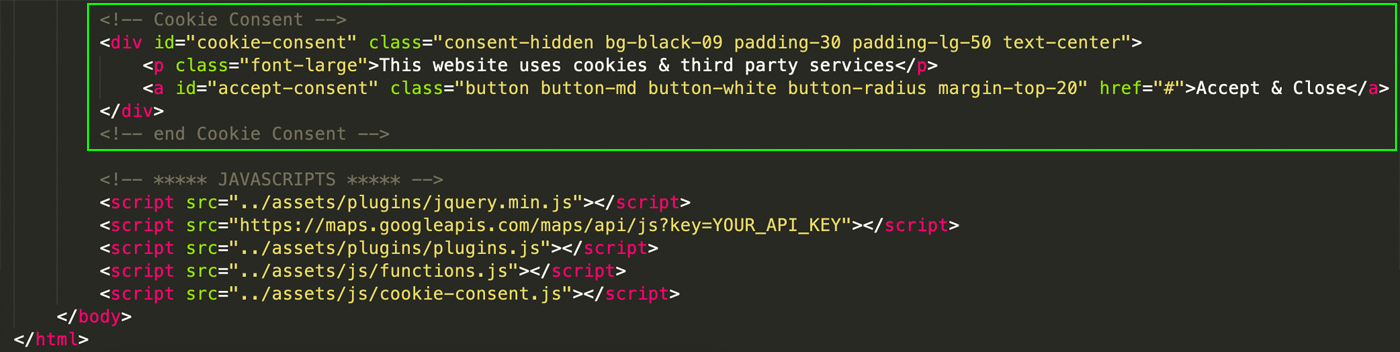 <!-- Cookie Consent -->
<div id="cookie-consent" class="consent-hidden bg-black-09 padding-30 padding-lg-50 text-center">
<p class="font-large">This website uses cookies & third party services</p>
<a id="accept-consent" class="button button-md button-white button-radius margin-top-20" href="#">Accept & Close</a>
</div>
<!-- end Cookie Consent -->
<!-- ***** JAVASCRIPTS ***** -->
<script src="../assets/plugins/jquery.min.js"></script>
<script src="https://maps.googleapis.com/maps/api/js?key=YOUR_API_KEY"></script>
<script src="../assets/plugins/plugins.js"></script>
<script src="../assets/js/functions.js"></script>
<script src="../assets/js/cookie-consent.js"></script>
</body>
</html>